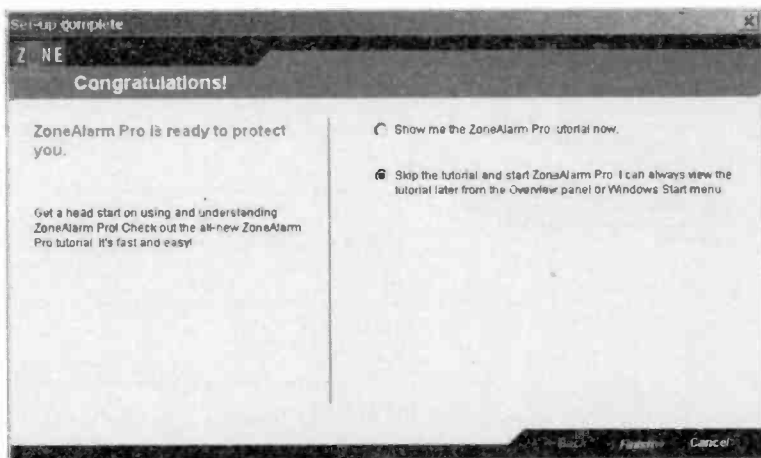 Set-up complete
Z NE
Congratulations!
ZoneAlarm Pro is ready to protect
you.
Get a head start on using and understanding
ZoneAlarm Pro! Check out the all-new ZoneAlarm
Pro tutorial. It's fast and easy!
Show me the ZoneAlarm Pro tutorial now.
Skip the tutorial and start ZoneAlarm Pro. I can always view the
tutorial later from the Overview panel or Windows Start menu.
Back
Cancel